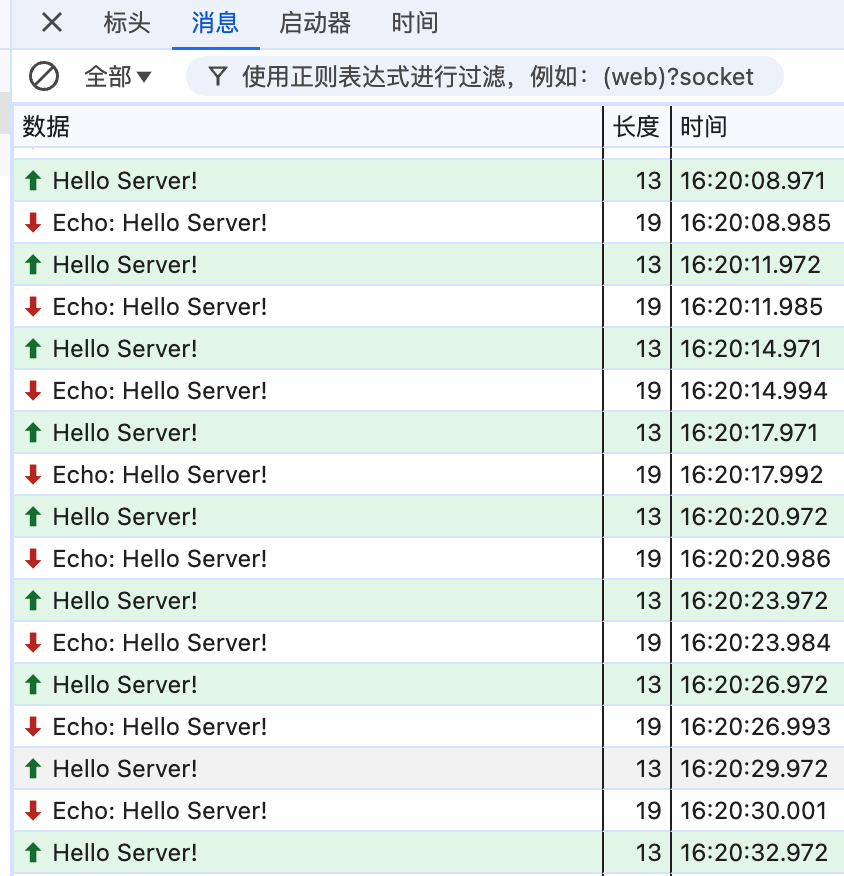 标头 消息 启动器 时间
全部 使用正则表达式进行过滤，例如：(web)?socket
数据 长度 时间
Hello Server! 13 16:20:08.971
Echo: Hello Server! 19 16:20:08.985
Hello Server! 13 16:20:11.972
Echo: Hello Server! 19 16:20:11.985
Hello Server! 13 16:20:14.971
Echo: Hello Server! 19 16:20:14.994
Hello Server! 13 16:20:17.971
Echo: Hello Server! 19 16:20:17.992
Hello Server! 13 16:20:20.972
Echo: Hello Server! 19 16:20:20.986
Hello Server! 13 16:20:23.972
Echo: Hello Server! 19 16:20:23.984
Hello Server! 13 16:20:26.972
Echo: Hello Server! 19 16:20:26.993
Hello Server! 13 16:20:29.972
Echo: Hello Server! 19 16:20:30.001
Hello Server! 13 16:20:32.972